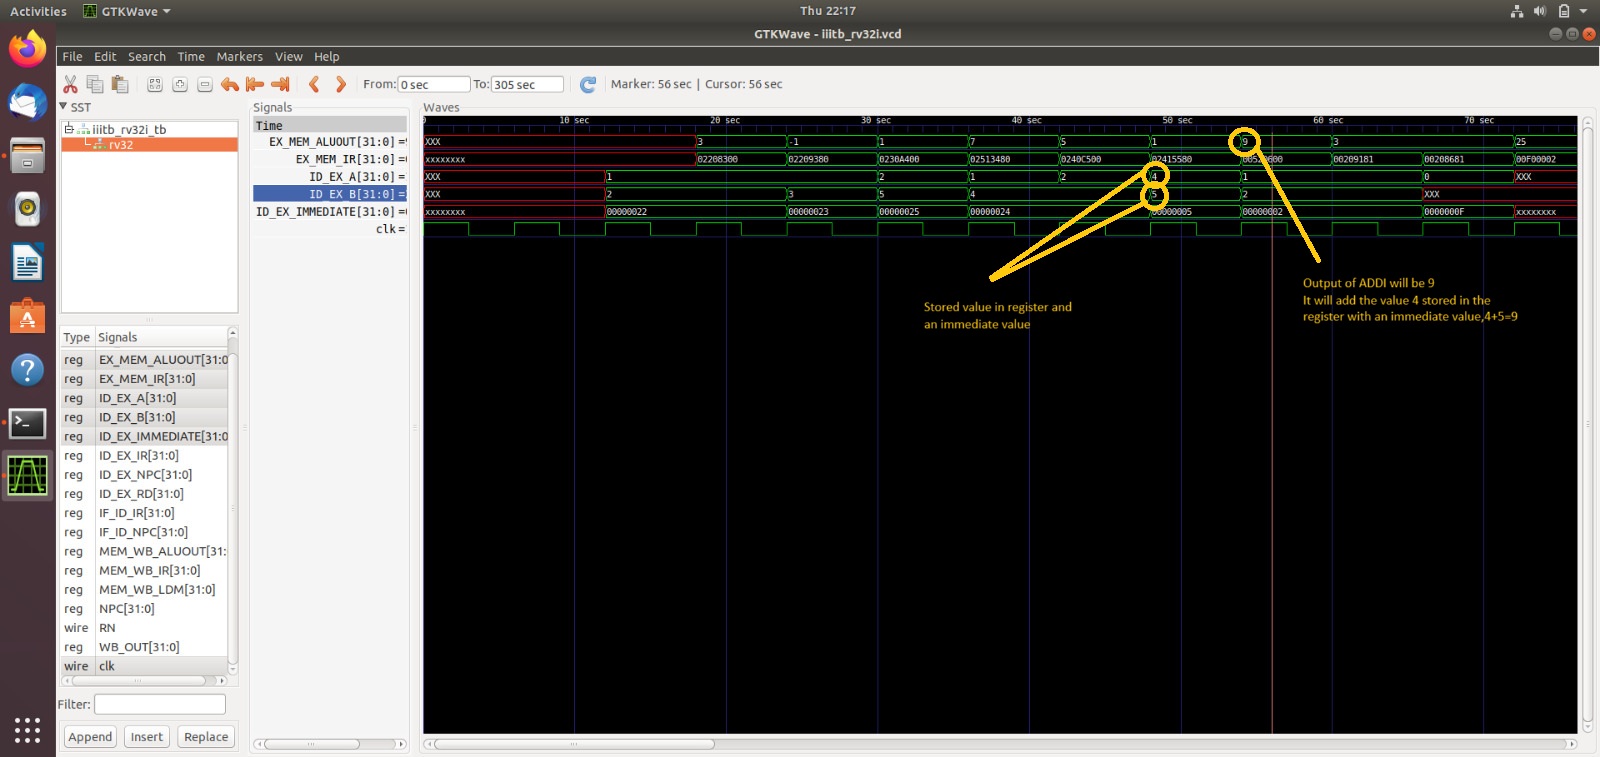 Activities GTKWave Thu 22:17
GTKWave - iiitb_rv32i.vcd
File Edit Search Time Markers View Help
From: 0 sec To: 305 sec Marker: 56 sec | Cursor: 56 sec
SST
iiitb_rv32i_tb
rv32
Type Signals
reg EX_MEM_ALUOUT[31:0
reg EX_MEM_IR[31:0]
reg ID_EX_A[31:0]
reg ID_EX_B[31:0]
reg ID_EX_IMMEDIATE[31:0
reg ID_EX_IR[31:0]
reg ID_EX_NPC[31:0]
reg ID_EX_RD[31:0]
reg IF_ID_IR[31:0]
reg IF_ID_NPC[31:0]
reg MEM_WB_ALUOUT[31:
reg MEM_WB_IR[31:0]
reg MEM_WB_LDM[31:0]
reg NPC[31:0]
wire RN
reg WB_OUT[31:0]
wire clk
Filter:
Append Insert Replace
Signals
Time
EX_MEM_ALUOUT[31:0] =
EX_MEM_IR[31:0] =
ID_EX_A[31:0] =
ID_EX_B[31:0] =
ID_EX_IMMEDIATE[31:0] =
clk =
Waves
10 sec 20 sec 30 sec 40 sec 50 sec 60 sec 70 sec
XXX 3 -1 1 7 5 1 9 3 25
xxxxxxxx 02208300 02209380 0230A400 02513480 0240C500 02415580 00209181 00208681 00F00002
XXX 1 2 1 2 4 1 0 XXX
XXX 2 3 5 4 5 2 XXX
xxxxxxxx 00000022 00000023 00000025 00000024 00000005 00000002 0000000F xxxxxxxx
Stored value in register and
an immediate value
Output of ADDI will be 9
It will add the value 4 stored in the
register with an immediate value,4+5=9